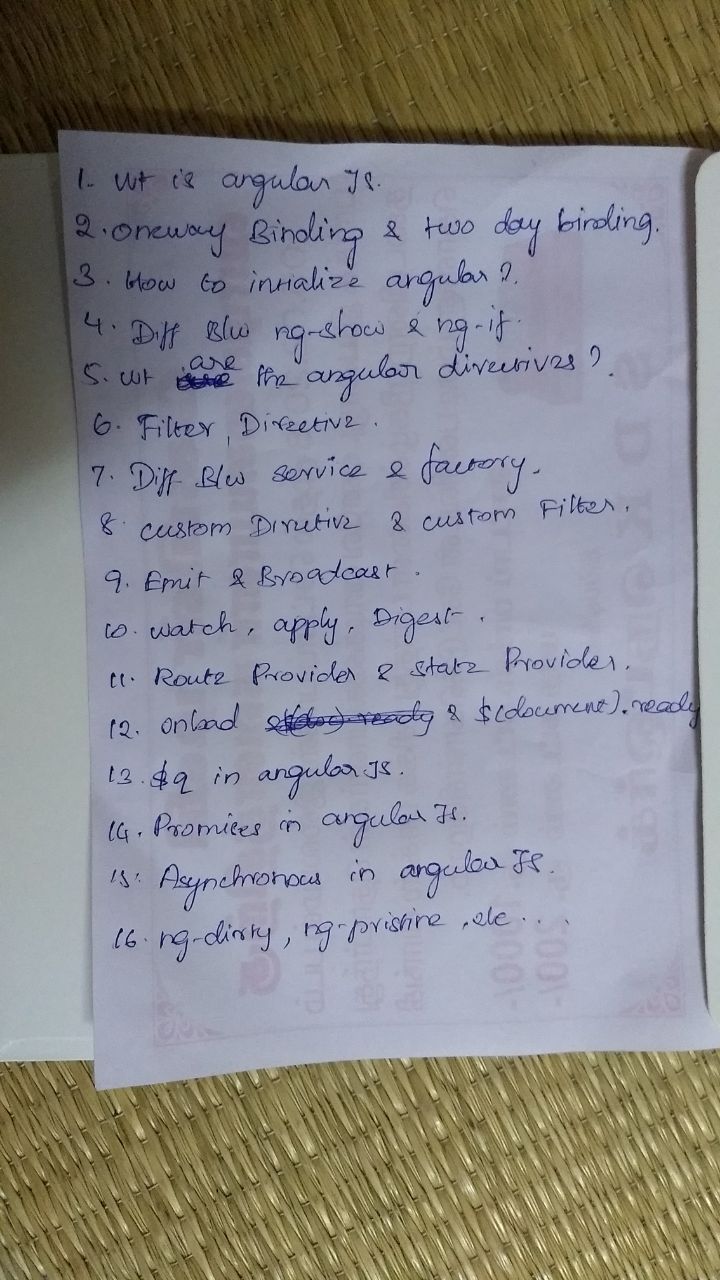 1. Wt is angular JS.
2. oneway Binding & two day binding.
3. How to intialize angular?
4. Diff Blw ng-show & ng-if.
5. wt are the angular directives?
6. Filter, Directive.
7. Diff Blw service & factory.
8. custom Directive & custom Filter.
9. Emit & Broadcast.
10. watch, apply, Digest.
11. Route Provider & State Provider.
12. onload & $(document).ready
13. $q in angular JS.
14. Promises in angular Js.
15. Asynchronous in angular JS.
16. ng-dirty, ng-pristine, etc....